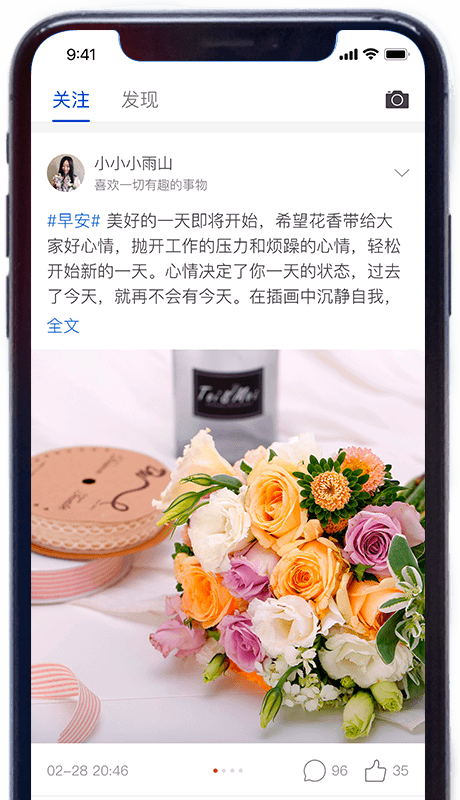 9:41
关注 发现
小小小雨山
喜欢一切有趣的事物
#早安# 美好的一天即将开始，希望花香带给大
家好心情，抛开工作的压力和烦躁的心情，轻松
开始新的一天。心情决定了你一天的状态，过去
了今天，就再不会有今天。在插画中沉静自我，
全文
Toi&Moi
02-28 20:46 96 35